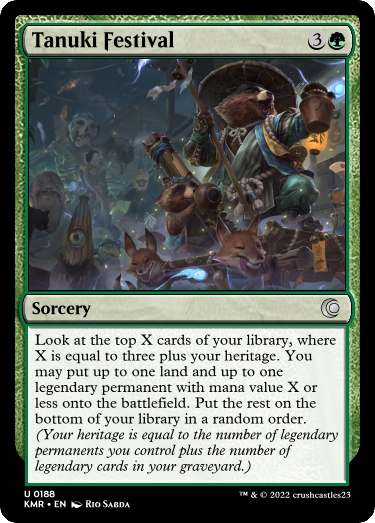 Tanuki Festival 3
Sorcery
Look at the top X cards of your library, where
X is equal to three plus your heritage. You
may put up to one land and up to one
legendary permanent with mana value X or
less onto the battlefield. Put the rest on the
bottom of your library in a random order.
(Your heritage is equal to the number of legendary
permanents you control plus the number of
legendary cards in your graveyard.)
U 0188
KMR • EN Rio Sabda
™ & © 2022 crushcastles23